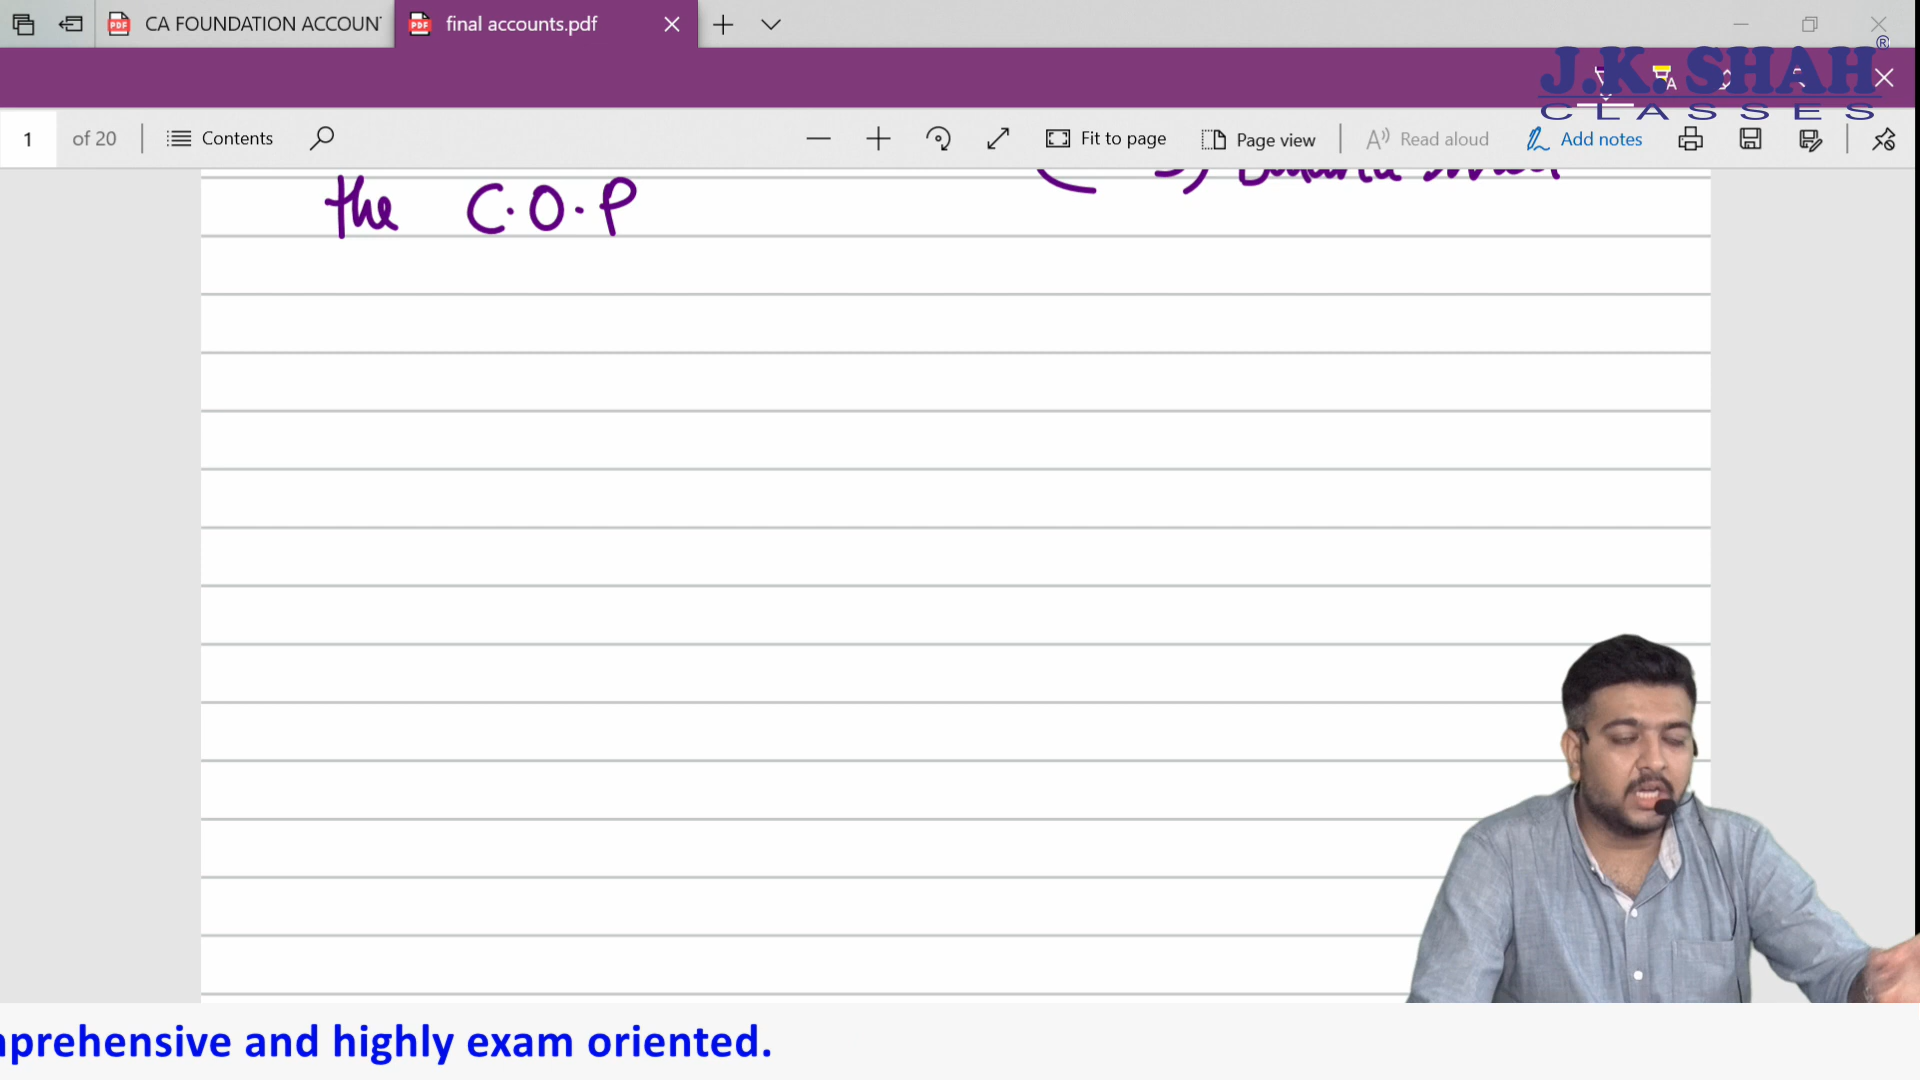 CA FOUNDATION ACCOUN
final accounts.pdf
J.K. SHAH ®
CLASSES
1 of 20 Contents Fit to page Page view Read aloud Add notes
the C.O.P
prehensive and highly exam oriented.